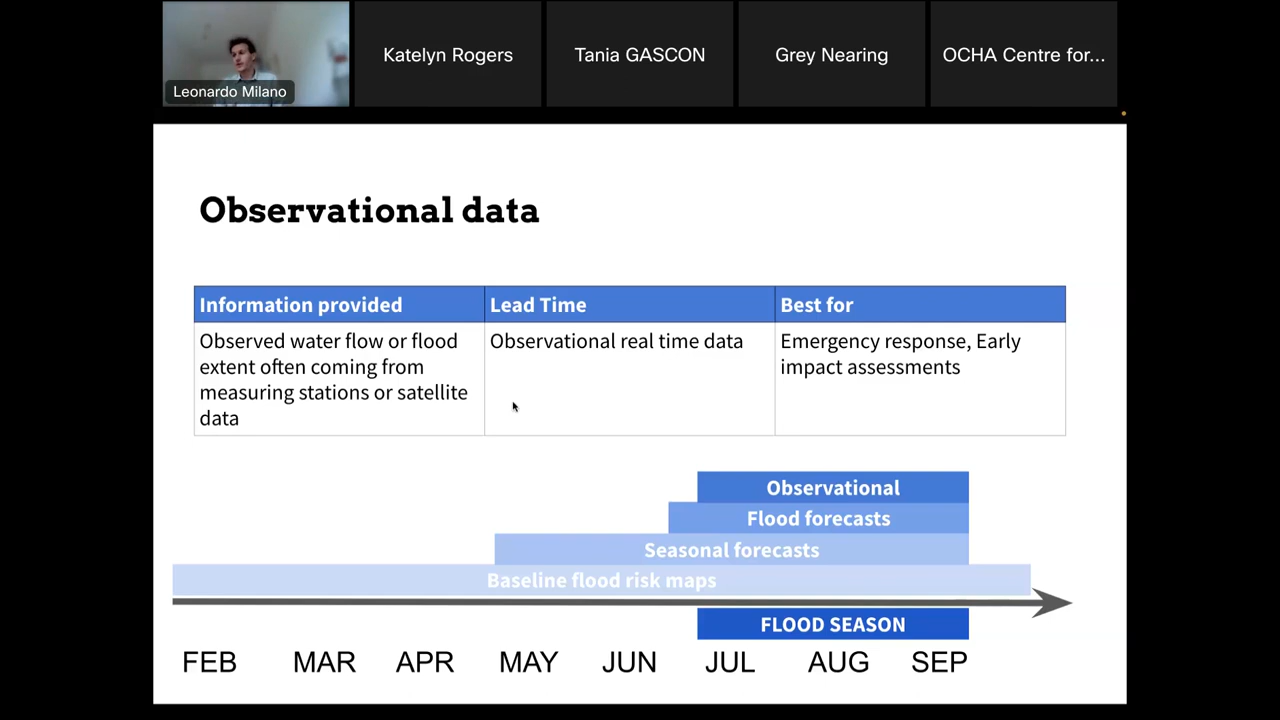 Leonardo Milano
Katelyn Rogers
Tania GASCON
Grey Nearing
OCHA Centre for...
Observational data
Information provided
Lead Time
Best for
Observed water flow or flood
extent often coming from
measuring stations or satellite
data
Observational real time data
Emergency response, Early
impact assessments
Observational
Flood forecasts
Seasonal forecasts
Baseline flood risk maps
FLOOD SEASON
FEB MAR APR MAY JUN JUL AUG SEP